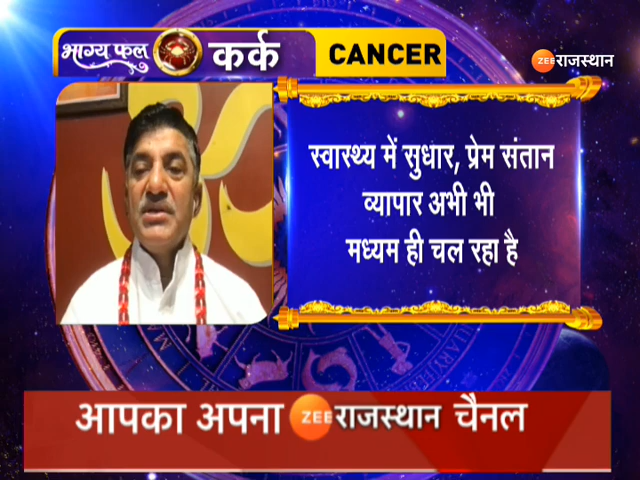 भाग्य फल कर्क CANCER
ZEE राजस्थान
स्वास्थ्य में सुधार, प्रेम संतान
व्यापार अभी भी
मध्यम ही चल रहा है
आपका अपना ZEE राजस्थान चैनल